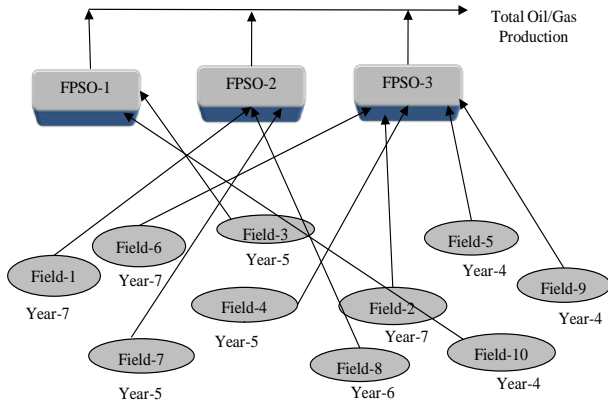 Total Oil/Gas
Production
FPSO-1
FPSO-2
FPSO-3
Field-1
Year-7
Field-6
Year-7
Field-3
Year-5
Field-5
Year-4
Field-9
Year-4
Field-4
Year-5
Field-2
Year-7
Field-7
Year-5
Field-8
Year-6
Field-10
Year-4